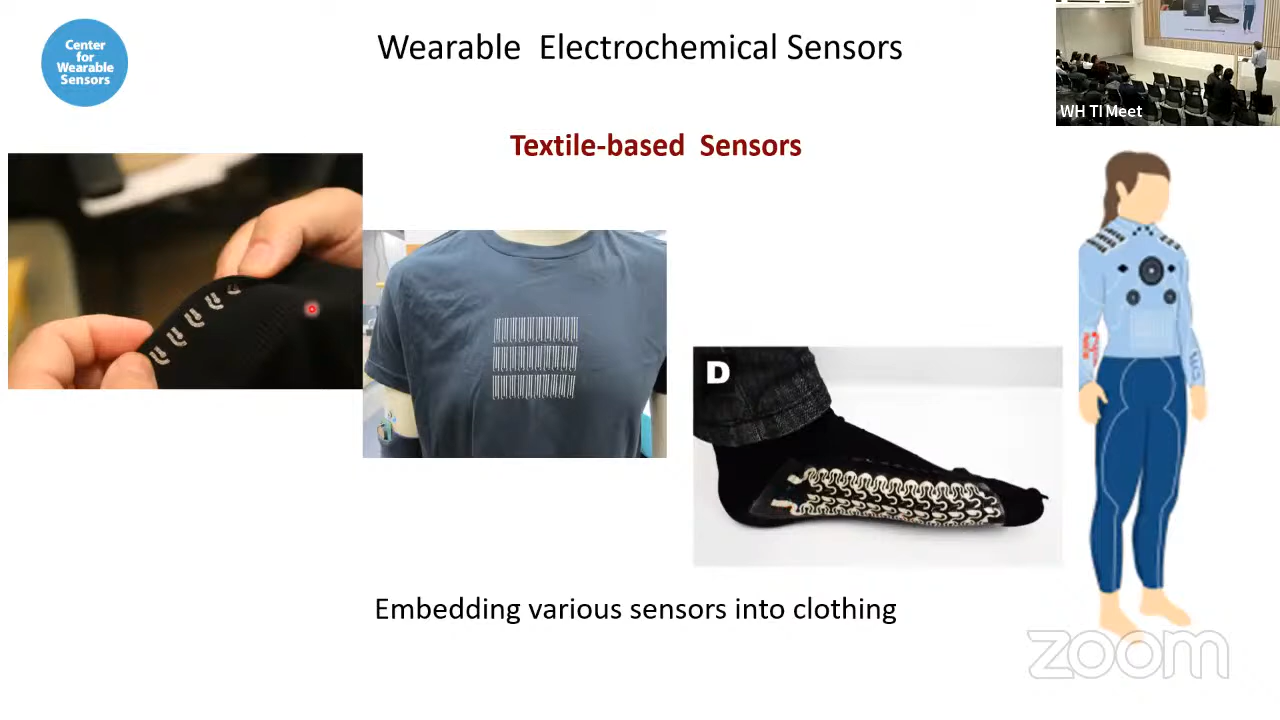 Center
for
Wearable
Sensors
Wearable Electrochemical Sensors
WH TI Meet
Textile-based Sensors
D
Embedding various sensors into clothing
zoom